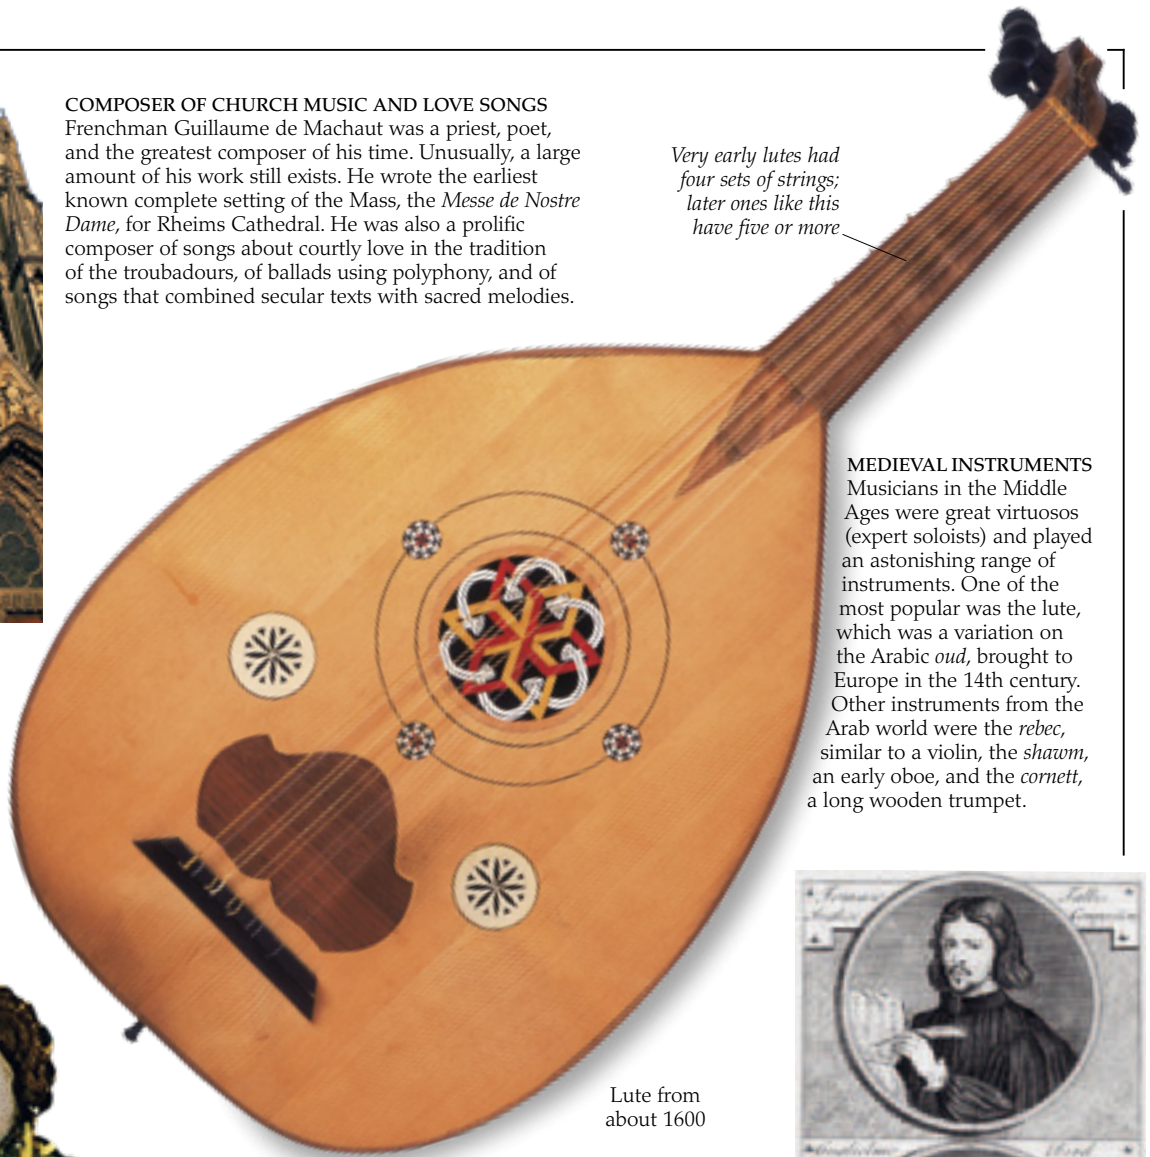 COMPOSER OF CHURCH MUSIC AND LOVE SONGS
Frenchman Guillaume de Machaut was a priest, poet,
and the greatest composer of his time. Unusually, a large
amount of his work still exists. He wrote the earliest
known complete setting of the Mass, the Messe de Nostre
Dame, for Rheims Cathedral. He was also a prolific
composer of songs about courtly love in the tradition
of the troubadours, of ballads using polyphony, and of
songs that combined secular texts with sacred melodies.
Very early lutes had
four sets of strings;
later ones like this
have five or more
MEDIEVAL INSTRUMENTS
Musicians in the Middle
Ages were great virtuosos
(expert soloists) and played
an astonishing range of
instruments. One of the
most popular was the lute,
which was a variation on
the Arabic oud, brought to
Europe in the 14th century.
Other instruments from the
Arab world were the rebec,
similar to a violin, the shawm,
an early oboe, and the cornett,
a long wooden trumpet.
Lute from
about 1600